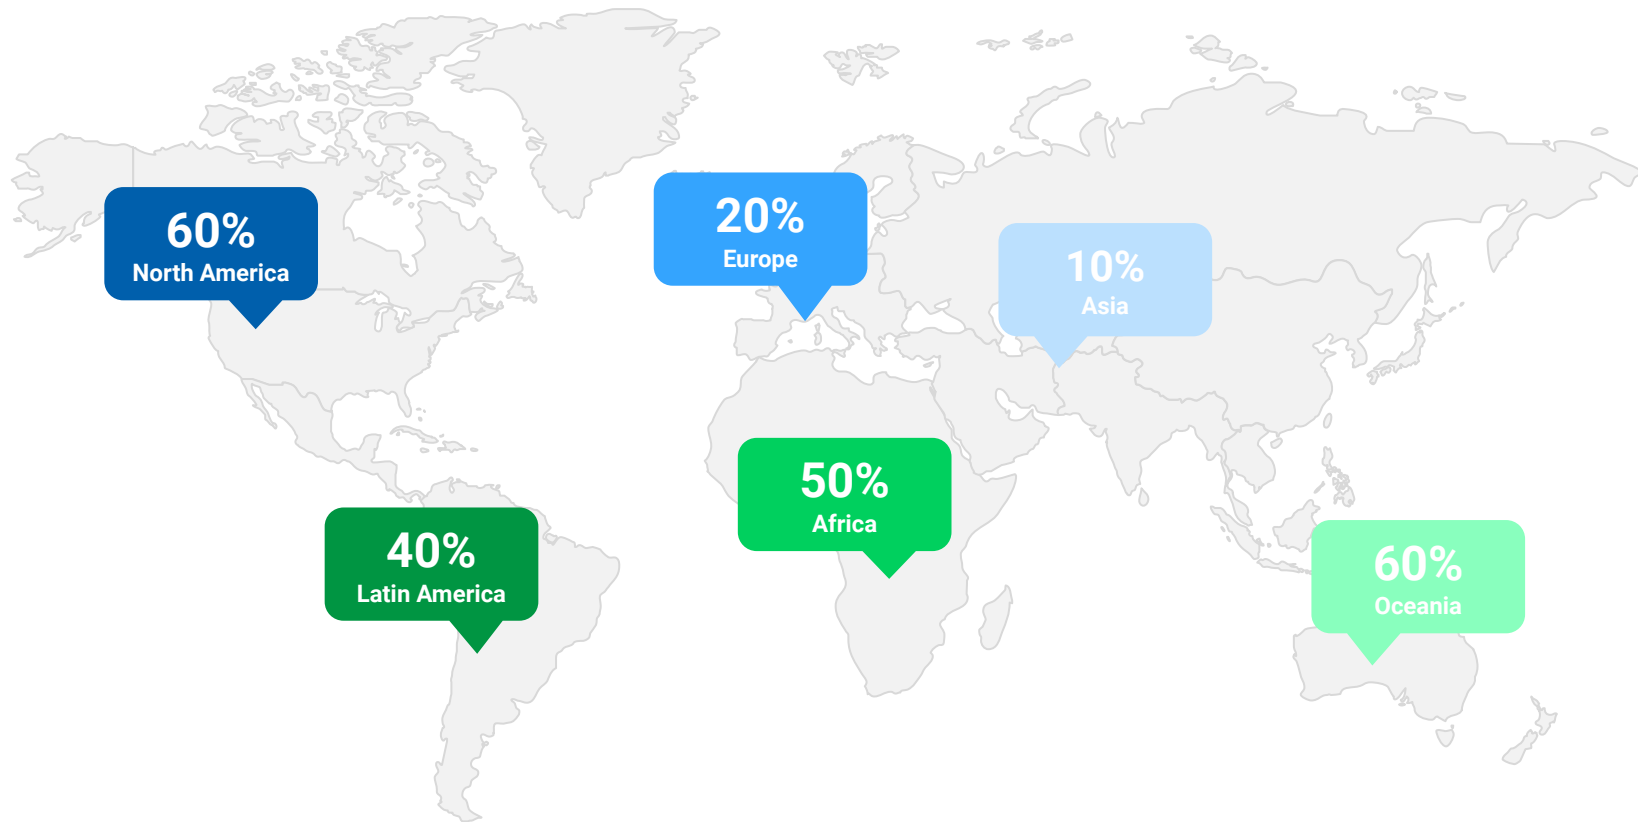 60%
North America
20%
Europe
10%
Asia
50%
Africa
40%
Latin America
60%
Oceania